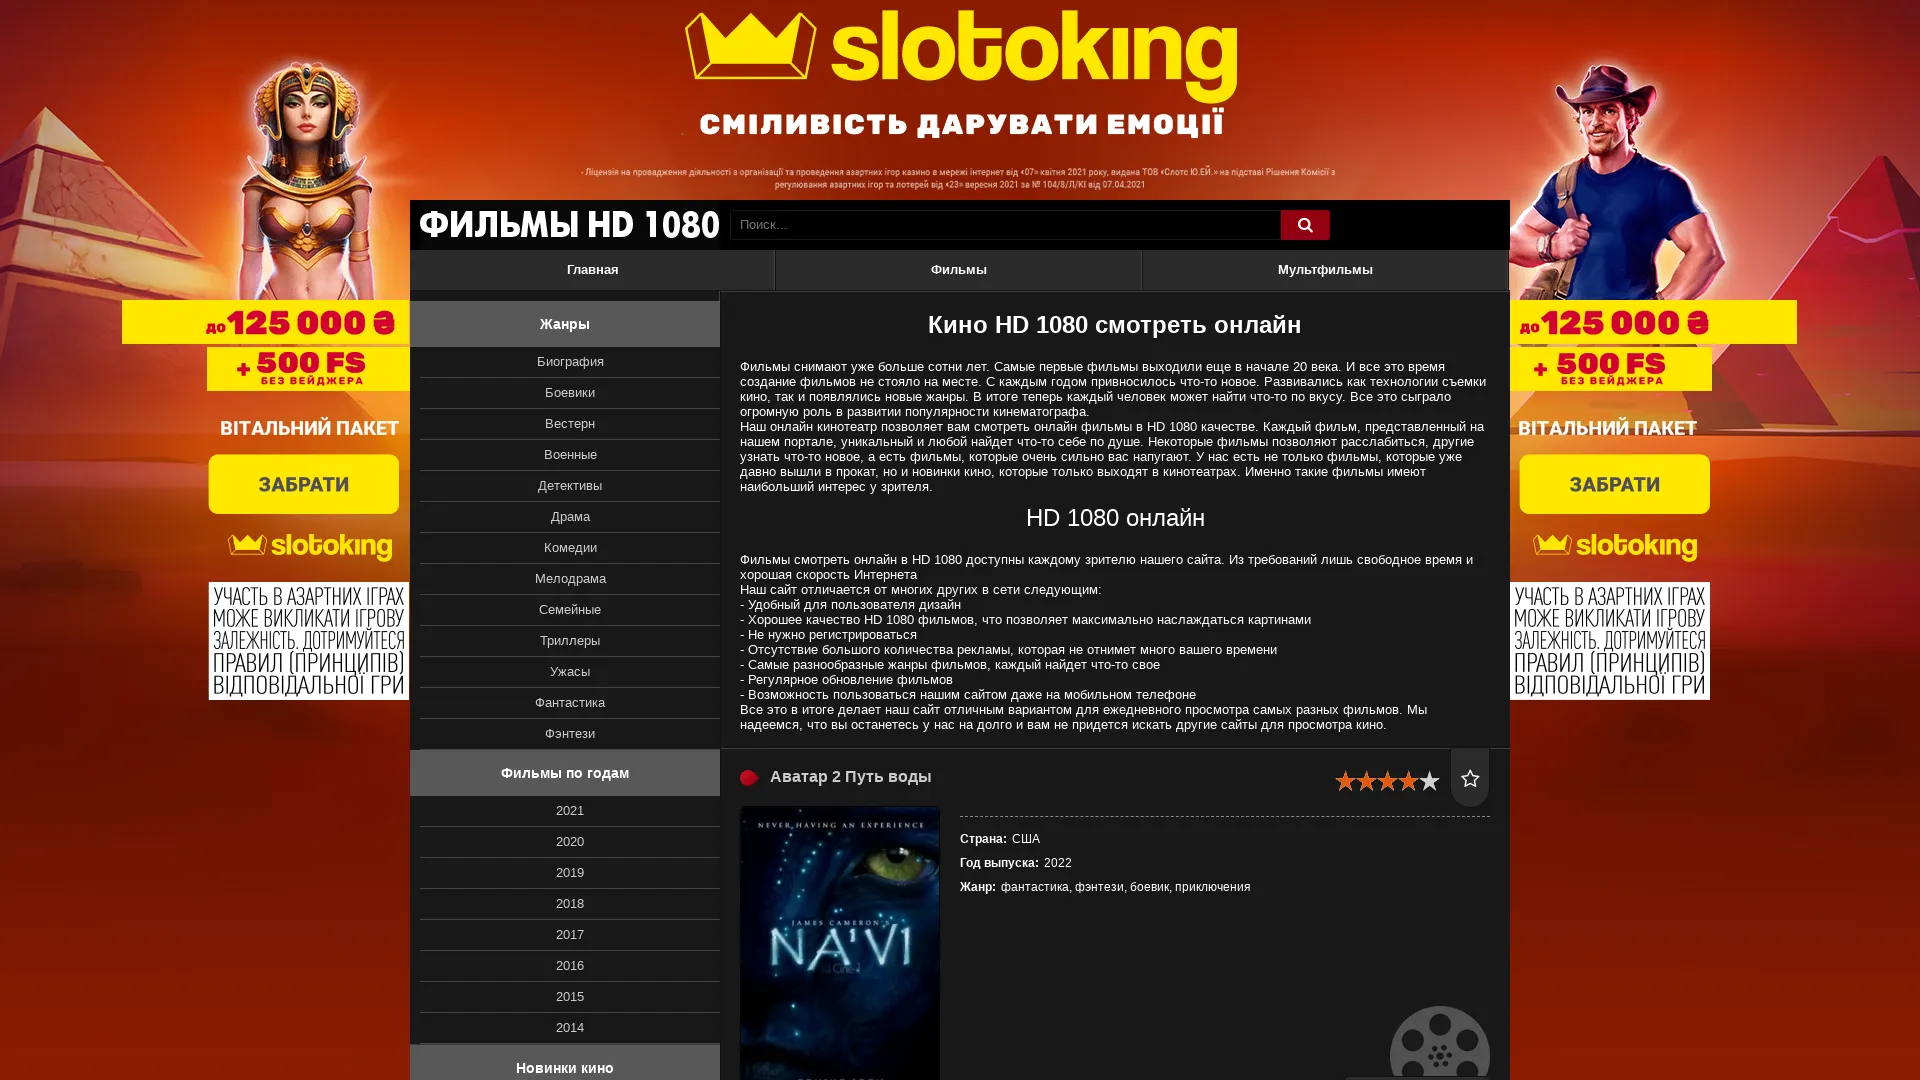 slotoking
СМІЛИВІСТЬ ДАРУВАТИ ЕМОЦІЇ
- Ліцензія на провадження діяльності з організації та проведення азартних ігор казино в мережі інтернет від «07» квітня 2021 року, видана ТОВ «Слотс Ю.ЕЙ.» на підставі Рішення Комісії з
регулювання азартних ігор та лотерей від «23» вересня 2021 за № 104/8/Л/КІ від 07.04.2021
ФИЛЬМЫ HD 1080
Поиск...
Главная
Фильмы
Мультфильмы
до 125 000 ₴
+ 500 FS
БЕЗ ВЕЙДЖЕРА
ВІТАЛЬНИЙ ПАКЕТ
ЗАБРАТИ
slotoking
УЧАСТЬ В АЗАРТНИХ ІГРАХ
МОЖЕ ВИКЛИКАТИ ІГРОВУ
ЗАЛЕЖНІСТЬ. ДОТРИМУЙТЕСЯ
ПРАВИЛ (ПРИНЦИПІВ)
ВІДПОВІДАЛЬНОЇ ГРИ
Жанры
Биография
Боевики
Вестерн
Военные
Детективы
Драма
Комедии
Мелодрама
Семейные
Триллеры
Ужасы
Фантастика
Фэнтези
Фильмы по годам
2021
2020
2019
2018
2017
2016
2015
2014
Новинки кино
Кино HD 1080 смотреть онлайн
Фильмы снимают уже больше сотни лет. Самые первые фильмы выходили еще в начале 20 века. И все это время
создание фильмов не стояло на месте. С каждым годом привносилось что-то новое. Развивались как технологии съемки
кино, так и появлялись новые жанры. В итоге теперь каждый человек может найти что-то по вкусу. Все это сыграло
огромную роль в развитии популярности кинематографа.
Наш онлайн кинотеатр позволяет вам смотреть онлайн фильмы в HD 1080 качестве. Каждый фильм, представленный на
нашем портале, уникальный и любой найдет что-то себе по душе. Некоторые фильмы позволяют расслабиться, другие
узнать что-то новое, а есть фильмы, которые очень сильно вас напугают. У нас есть не только фильмы, которые уже
давно вышли в прокат, но и новинки кино, которые только выходят в кинотеатрах. Именно такие фильмы имеют
наибольший интерес у зрителя.
HD 1080 онлайн
Фильмы смотреть онлайн в HD 1080 доступны каждому зрителю нашего сайта. Из требований лишь свободное время и
хорошая скорость Интернета
Наш сайт отличается от многих других в сети следующим:
- Удобный для пользователя дизайн
- Хорошее качество HD 1080 фильмов, что позволяет максимально наслаждаться картинами
- Не нужно регистрироваться
- Отсутствие большого количества рекламы, которая не отнимет много вашего времени
- Самые разнообразные жанры фильмов, каждый найдет что-то свое
- Регулярное обновление фильмов
- Возможность пользоваться нашим сайтом даже на мобильном телефоне
Все это в итоге делает наш сайт отличным вариантом для ежедневного просмотра самых разных фильмов. Мы
надеемся, что вы останетесь у нас на долго и вам не придется искать другие сайты для просмотра кино.
Аватар 2 Путь воды
NEVER HAVING AN EXPERIENCE
JAMES CAMERON'S
NA'VI
Страна: США
Год выпуска: 2022
Жанр: фантастика, фэнтези, боевик, приключения
до 125 000 ₴
+ 500 FS
БЕЗ ВЕЙДЖЕРА
ВІТАЛЬНИЙ ПАКЕТ
ЗАБРАТИ
slotoking
УЧАСТЬ В АЗАРТНИХ ІГРАХ
МОЖЕ ВИКЛИКАТИ ІГРОВУ
ЗАЛЕЖНІСТЬ. ДОТРИМУЙТЕСЯ
ПРАВИЛ (ПРИНЦИПІВ)
ВІДПОВІДАЛЬНОЇ ГРИ